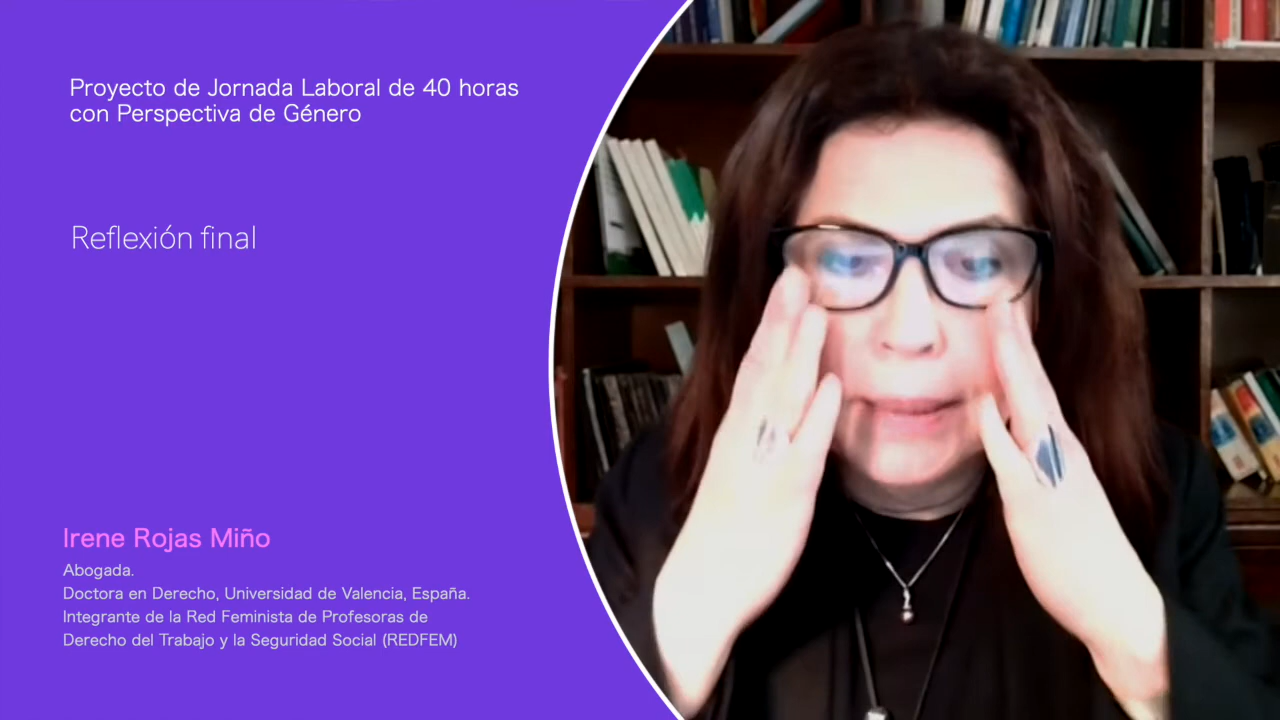 Proyecto de Jornada Laboral de 40 horas
con Perspectiva de Género
Reflexión final
Irene Rojas Miño
Abogada.
Doctora en Derecho, Universidad de Valencia, España.
Integrante de la Red Feminista de Profesoras de
Derecho del Trabajo y la Seguridad Social (REDFEM)